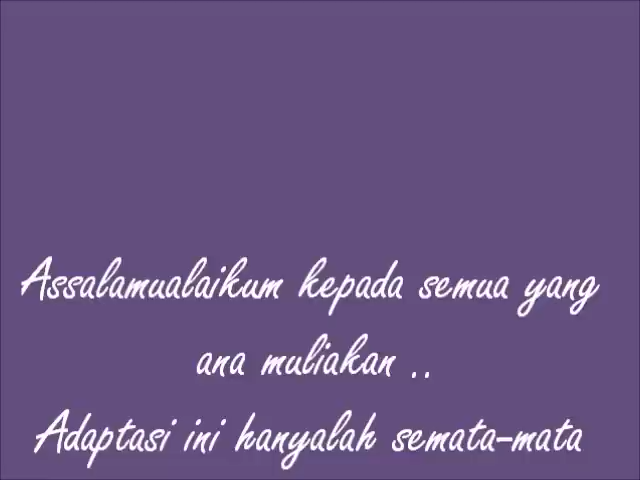 Assalamualaikum kepada semua yang
ana muliakan ..
Adaptasi ini hanyalah semata-mata